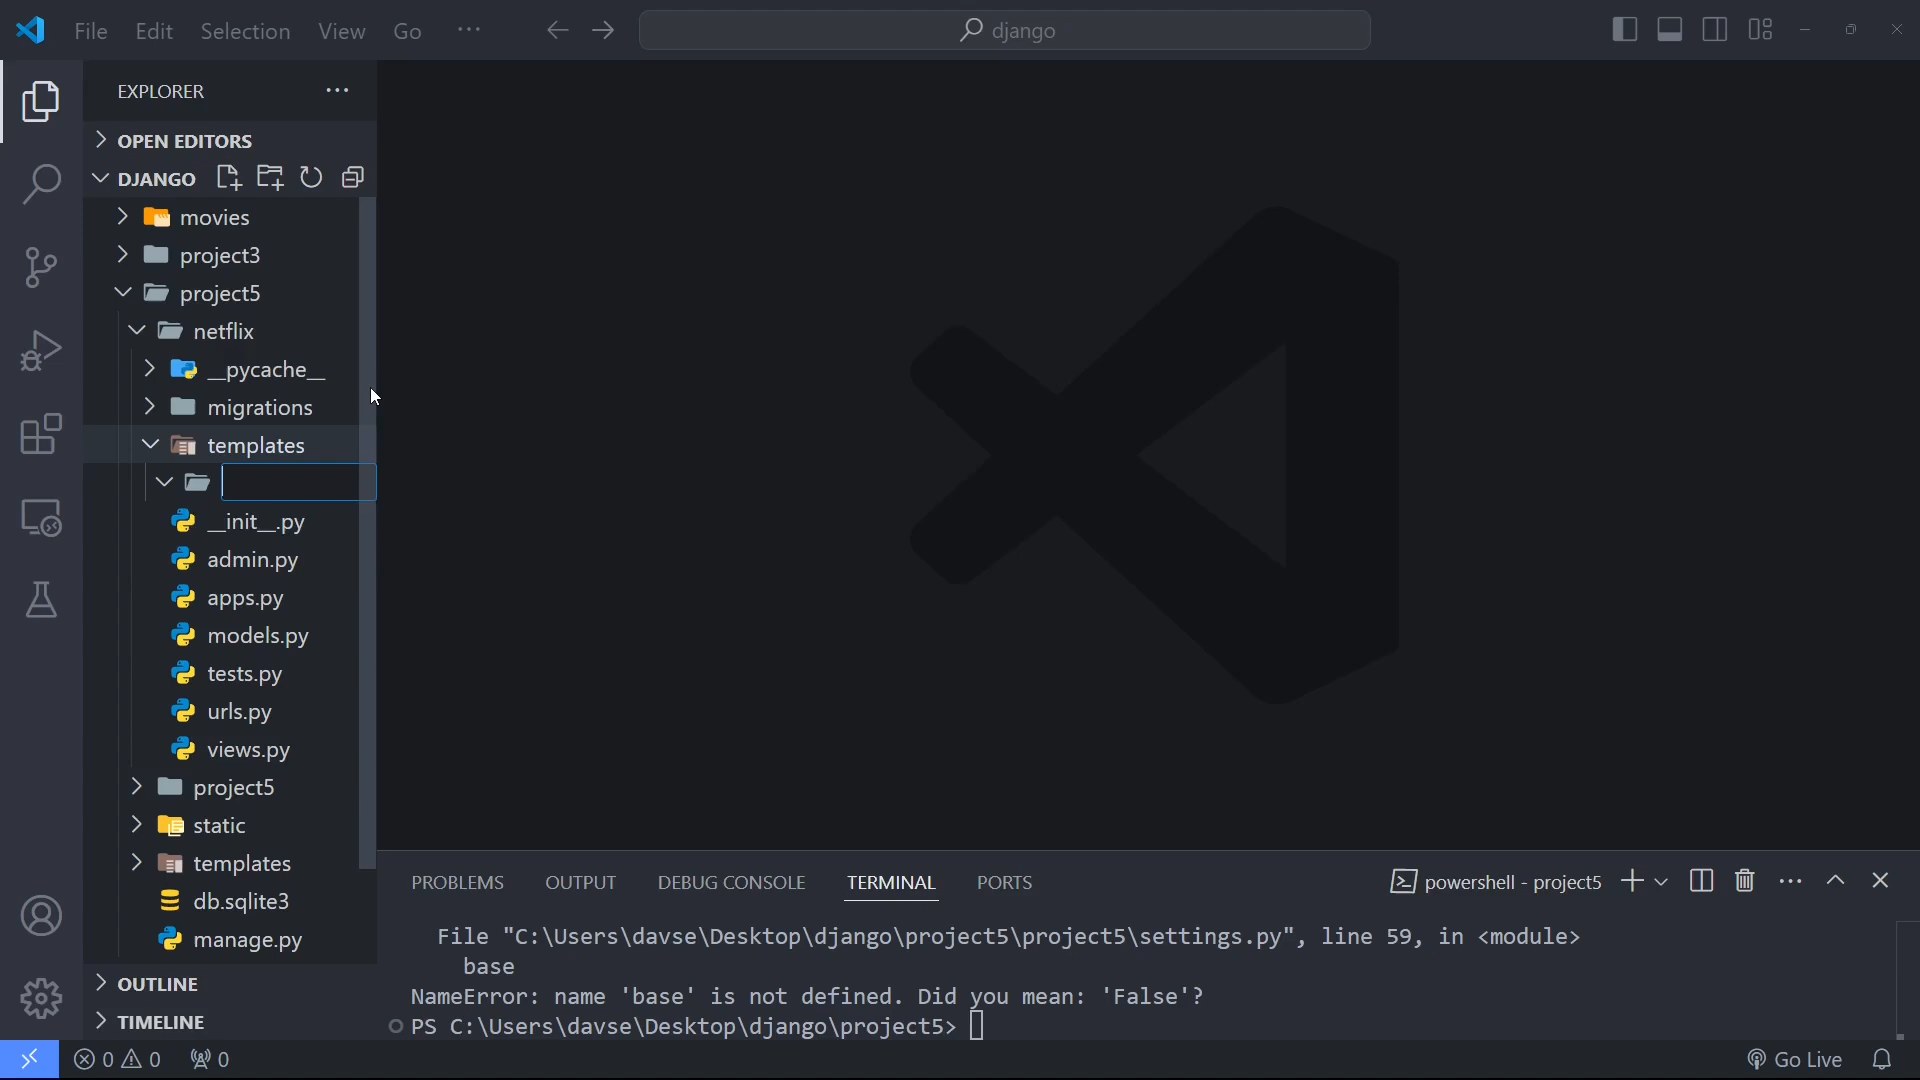 File Edit Selection View Go ··· django
EXPLORER ···
OPEN EDITORS
DJANGO
movies
project3
project5
netflix
__pycache__
migrations
templates
__init__.py
admin.py
apps.py
models.py
tests.py
urls.py
views.py
project5
static
templates
db.sqlite3
manage.py
OUTLINE
TIMELINE
PROBLEMS OUTPUT DEBUG CONSOLE TERMINAL PORTS powershell - project5
File "C:\Users\davse\Desktop\django\project5\project5\settings.py", line 59, in <module>
base
NameError: name 'base' is not defined. Did you mean: 'False'?
PS C:\Users\davse\Desktop\django\project5>
0 0 0 Go Live